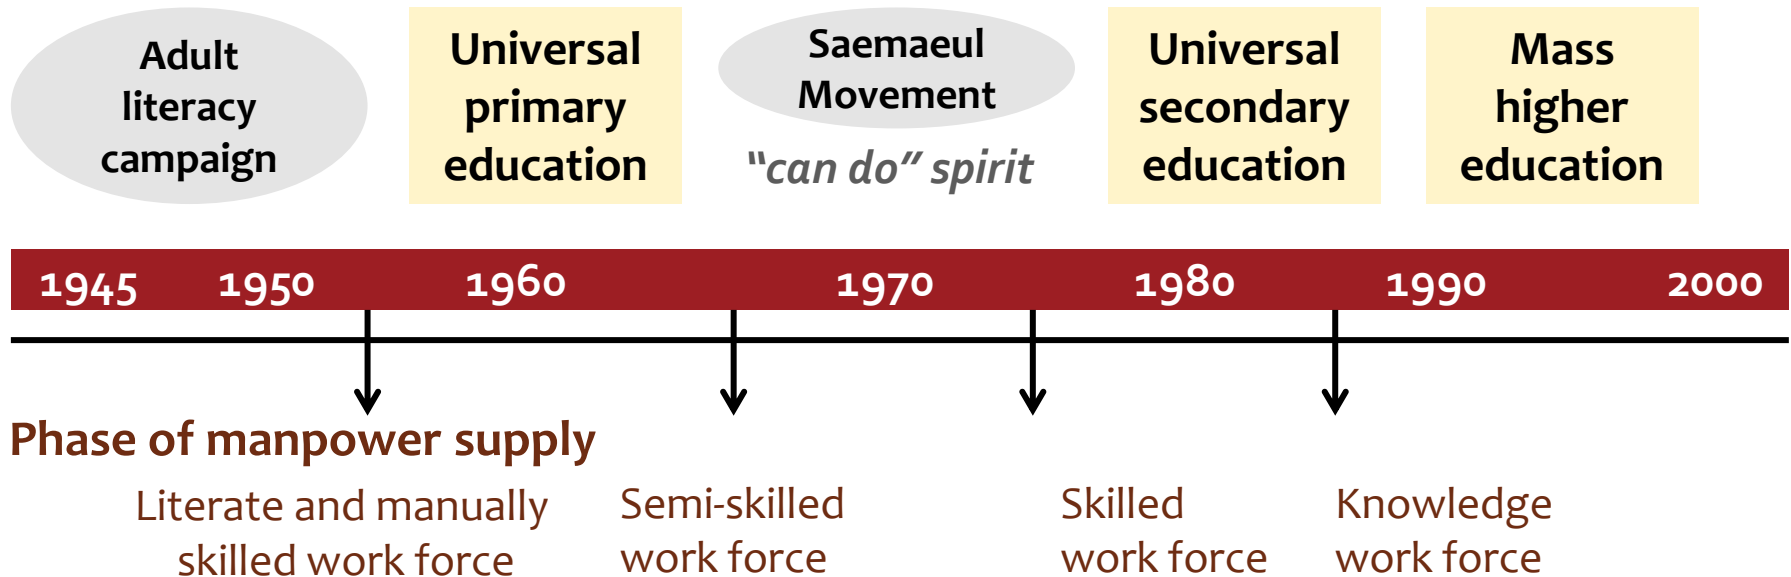 Adult
literacy
campaign
Universal
primary
education
Saemaeul
Movement
"can do" spirit
Universal
secondary
education
Mass
higher
education
1945 1950 1960 1970 1980 1990 2000
Phase of manpower supply
Literate and manually
skilled work force
Semi-skilled
work force
Skilled
work force
Knowledge
work force